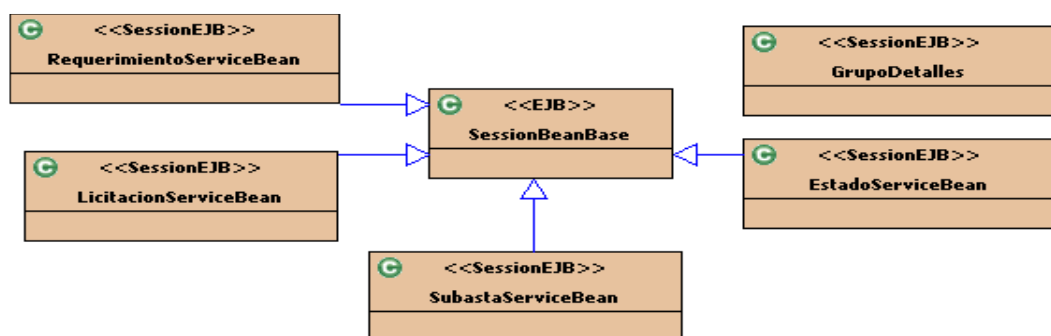 C <<SessionEJB>>
RequerimientoServiceBean
C <<SessionEJB>>
GrupoDetalles
C <<EJB>>
SessionBeanBase
C <<SessionEJB>>
LicitacionServiceBean
C <<SessionEJB>>
EstadoServiceBean
C <<SessionEJB>>
SubastaServiceBean